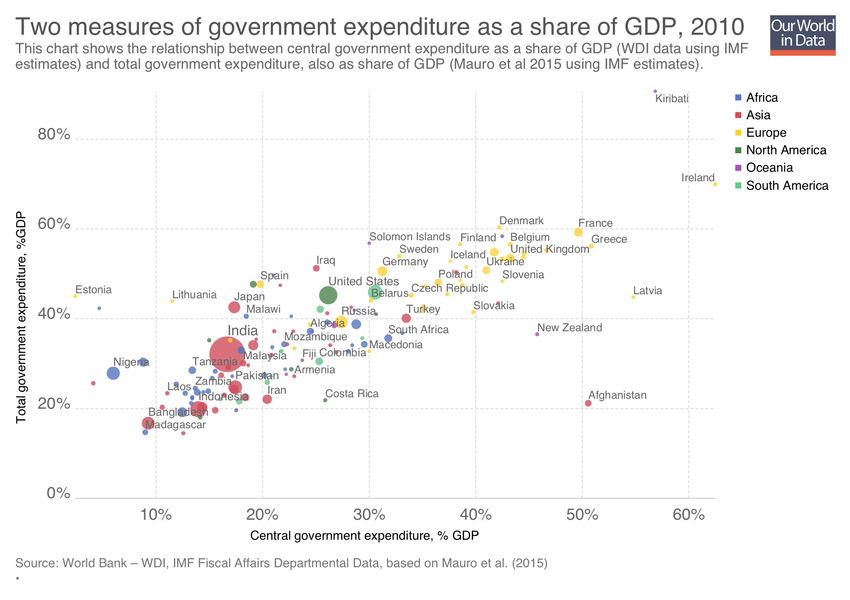 Two measures of government expenditure as a share of GDP, 2010
Our World
in Data
This chart shows the relationship between central government expenditure as a share of GDP (WDI data using IMF
estimates) and total government expenditure, also as share of GDP (Mauro et al 2015 using IMF estimates).
Kiribati
Africa
Asia
Europe
North America
Oceania
South America
80%
Ireland
60%
Denmark
France
Solomon Islands
Finland
Belgium
Greece
Sweden
Iceland
United Kingdom
Iraq
Germany
Ukraine
Spain
United States
Poland
Slovenia
Estonia
Lithuania
Japan
Belarus
Czech Republic
Latvia
Malawi
Russia
Turkey
Slovakia
40%
Algeria
South Africa
New Zealand
India
Mozambique
Macedonia
Nigeria
Tanzania
Malaysia
Fiji
Colombia
Zambia
Pakistan
Armenia
Laos
Iran
Costa Rica
Afghanistan
Indonesia
20%
Bangladesh
Madagascar
0%
Total government expenditure, %GDP
10%
20%
30%
40%
50%
60%
Central government expenditure, % GDP
Source: World Bank – WDI, IMF Fiscal Affairs Departmental Data, based on Mauro et al. (2015)